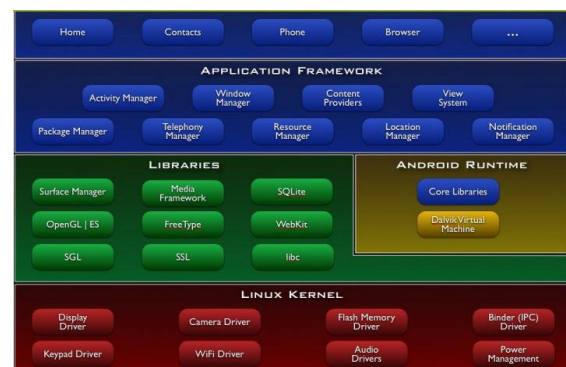 Home Contacts Phone Browser ...
APPLICATION FRAMEWORK
Activity Manager Window Manager Content Providers View System
Package Manager Telephony Manager Resource Manager Location Manager Notification Manager
LIBRARIES
Surface Manager Media Framework SQLite
OpenGL | ES FreeType WebKit
SGL SSL libc
ANDROID RUNTIME
Core Libraries
Dalvik Virtual Machine
LINUX KERNEL
Display Driver Camera Driver Flash Memory Driver Binder (IPC) Driver
Keypad Driver WiFi Driver Audio Drivers Power Management